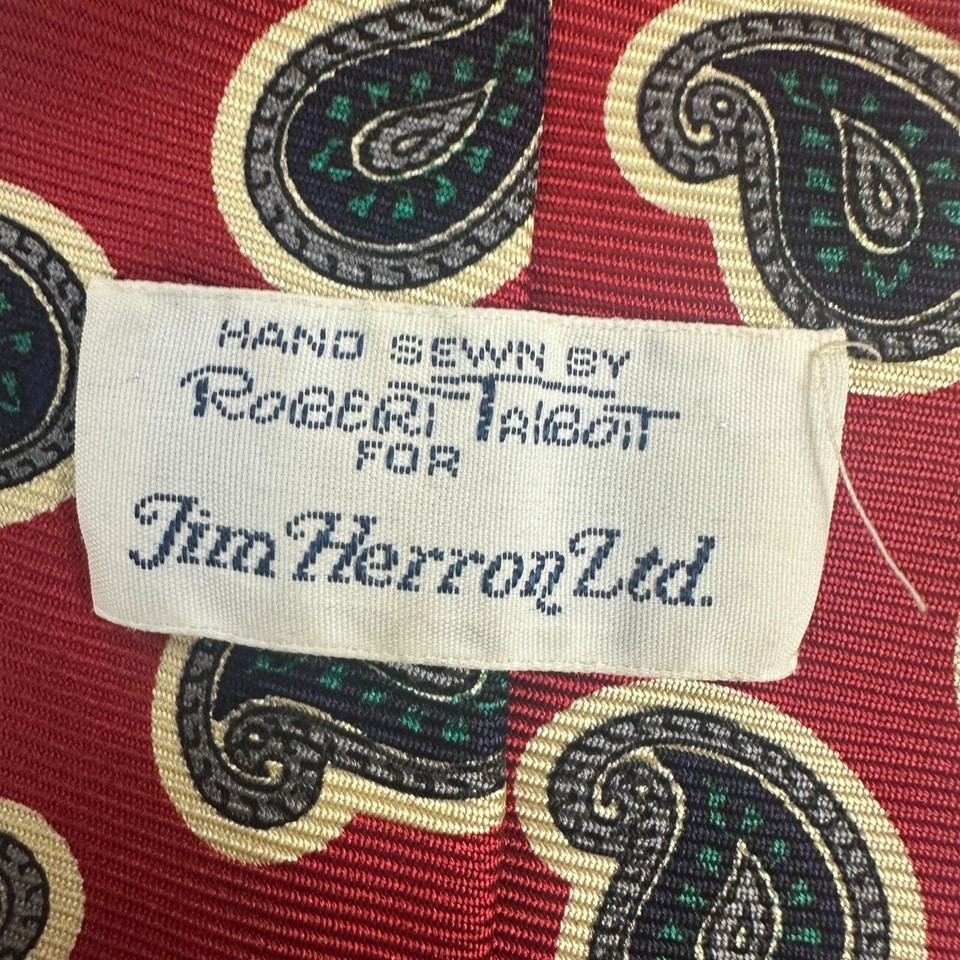 HAND SEWN BY
ROBERT TALBOTT
FOR
Jim Herron Ltd.